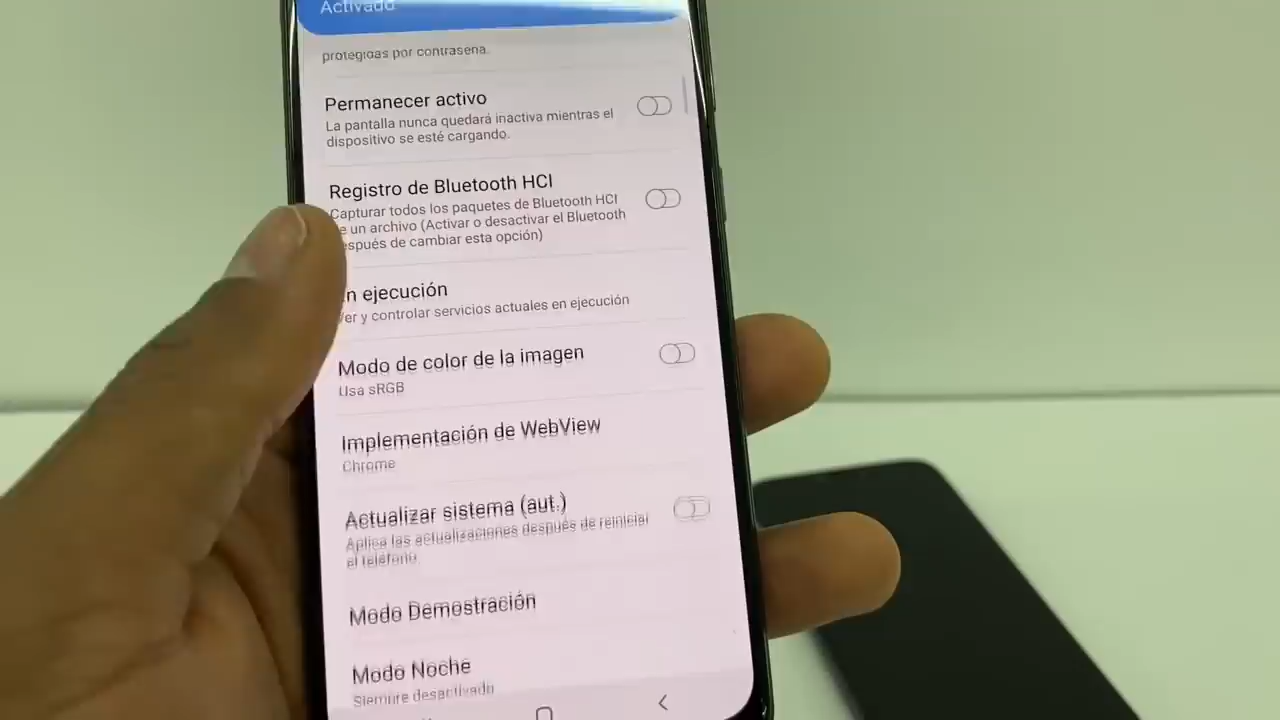 Activado
protegidas por contraseña.
Permanecer activo
La pantalla nunca quedará inactiva mientras el
dispositivo se esté cargando.
Registro de Bluetooth HCI
Capturar todos los paquetes de Bluetooth HCI
e un archivo (Activar o desactivar el Bluetooth
spués de cambiar esta opción)
n ejecución
er y controlar servicios actuales en ejecución
Modo de color de la imagen
Usa sRGB
Implementación de WebView
Chrome
Actualizar sistema (aut.)
Aplica las actualizaciones después de reiniciar
el teléfono.
Modo Demostración
Modo Noche
Siempre desactivado